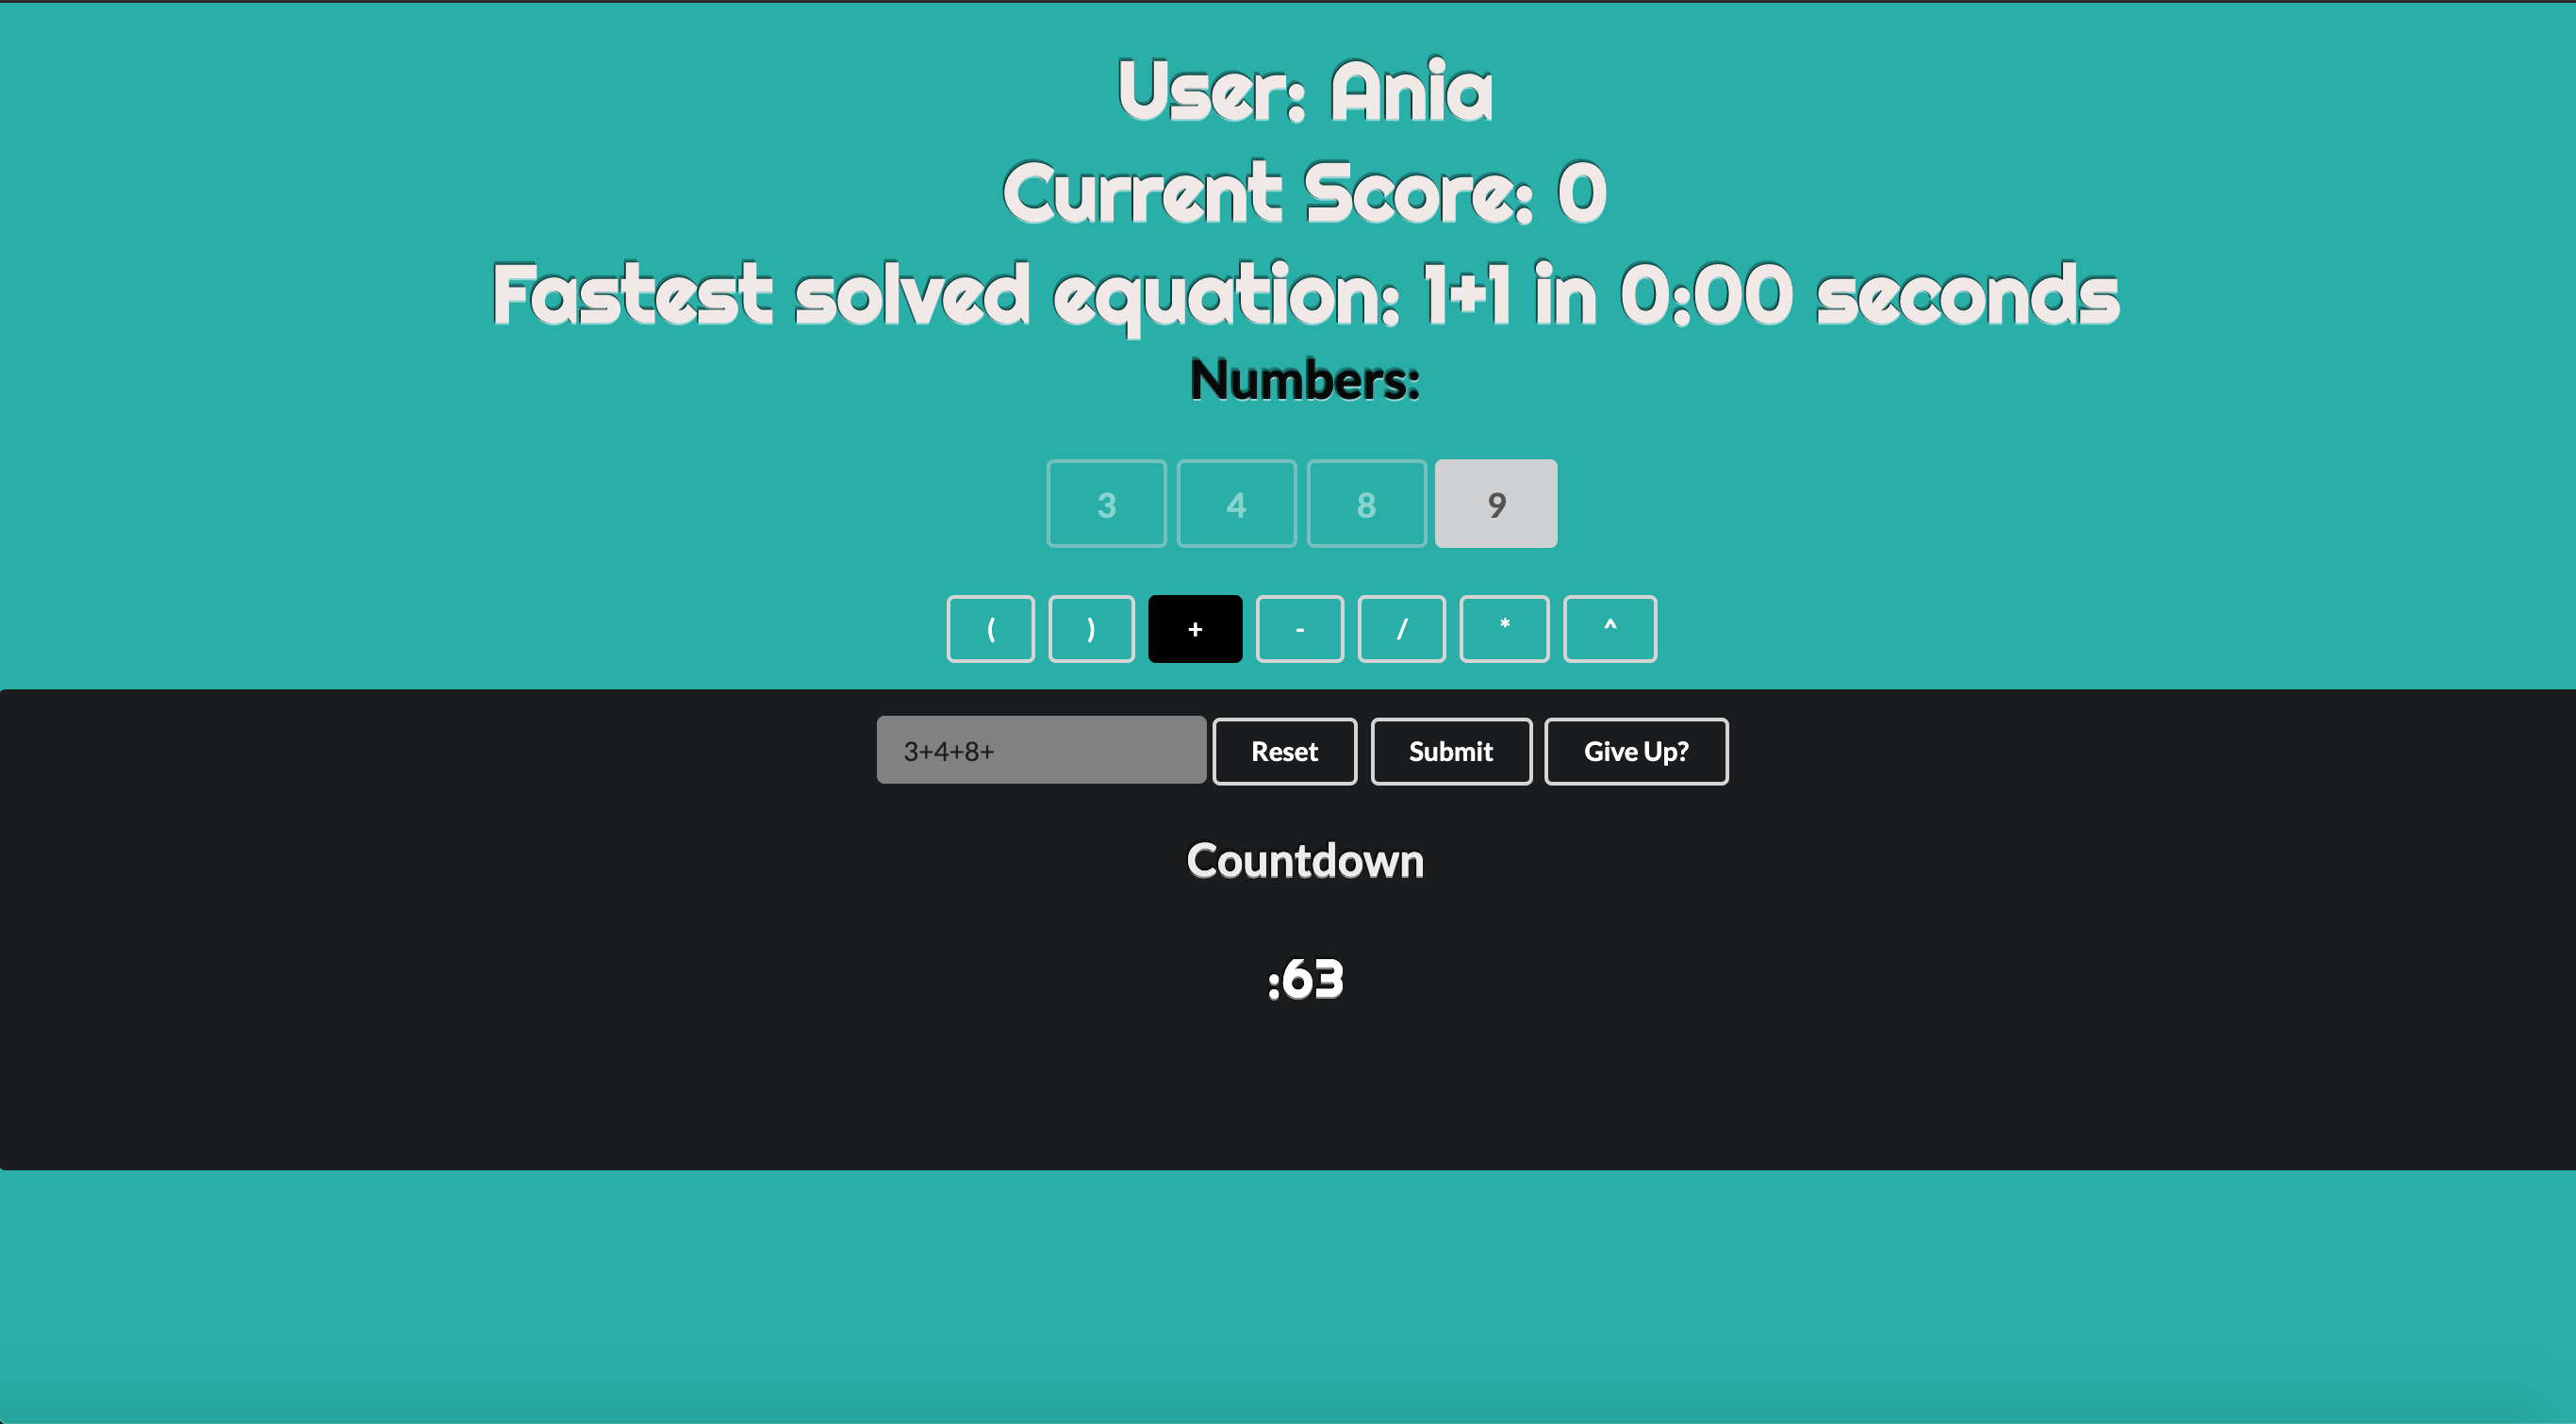 User: Ania
Current Score: 0
Fastest solved equation: 1+1 in 0:00 seconds
Numbers:
3 4 8 9
( ) + - / * ^
3+4+8+ Reset Submit Give Up?
Countdown
:63